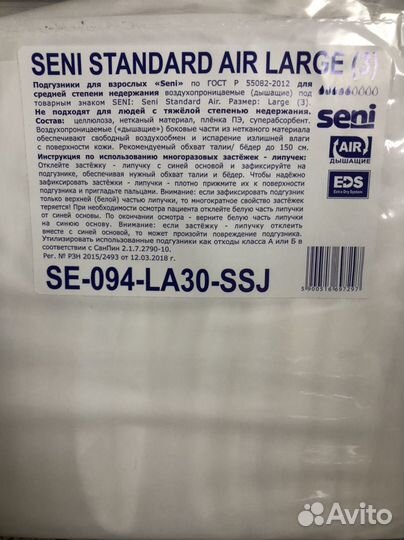 SENI STANDARD AIR LARGE (3)
Подгузники для взрослых «Seni» по ГОСТ Р 55082-2012 для
средней степени недержания воздухопроницаемые (дышащие) под
товарным знаком SENI: Seni Standard Air. Размер: Large (3).
Не подходят для людей с тяжёлой степенью недержания.
Состав: целлюлоза, нетканый материал, плёнка ПЭ, суперабсорбент.
Воздухопроницаемые («дышащие») боковые части из нетканого материала
обеспечивают свободный воздухообмен и испарение излишней влаги
с поверхности кожи. Рекомендуемый обхват талии/ бёдер до 150 см.
seni
AIR
ДЫШАЩИЕ
EDS
Extra Dry System
Инструкция по использованию многоразовых застёжек - липучек:
Отклейте застёжку - липучку с синей основой и зафиксируйте на
подгузнике, обеспечивая нужный обхват талии и бёдер. Чтобы надёжно
зафиксировать застёжки - липучки - плотно прижмите их к поверхности
подгузника и пригладьте пальцами. Внимание: если зафиксировать застёжки
только верхней (белой) частью липучки, то многократное свойство застёжек
теряется! При необходимости осмотра пациента отклейте белую часть липучки
от синей основы. По окончании осмотра - верните белую часть липучки
на синюю основу. Внимание: если застёжку - липучку отклеить
вместе с синей основой, то может произойти повреждение подгузника.
Утилизировать использованные подгузники как отходы класса А или Б в
соответствии с СанПин 2.1.7.2790-10.
Рег. № РЗН 2015/2493 от 12.03.2018 г.
SE-094-LA30-SSJ
5900516697297
Avito